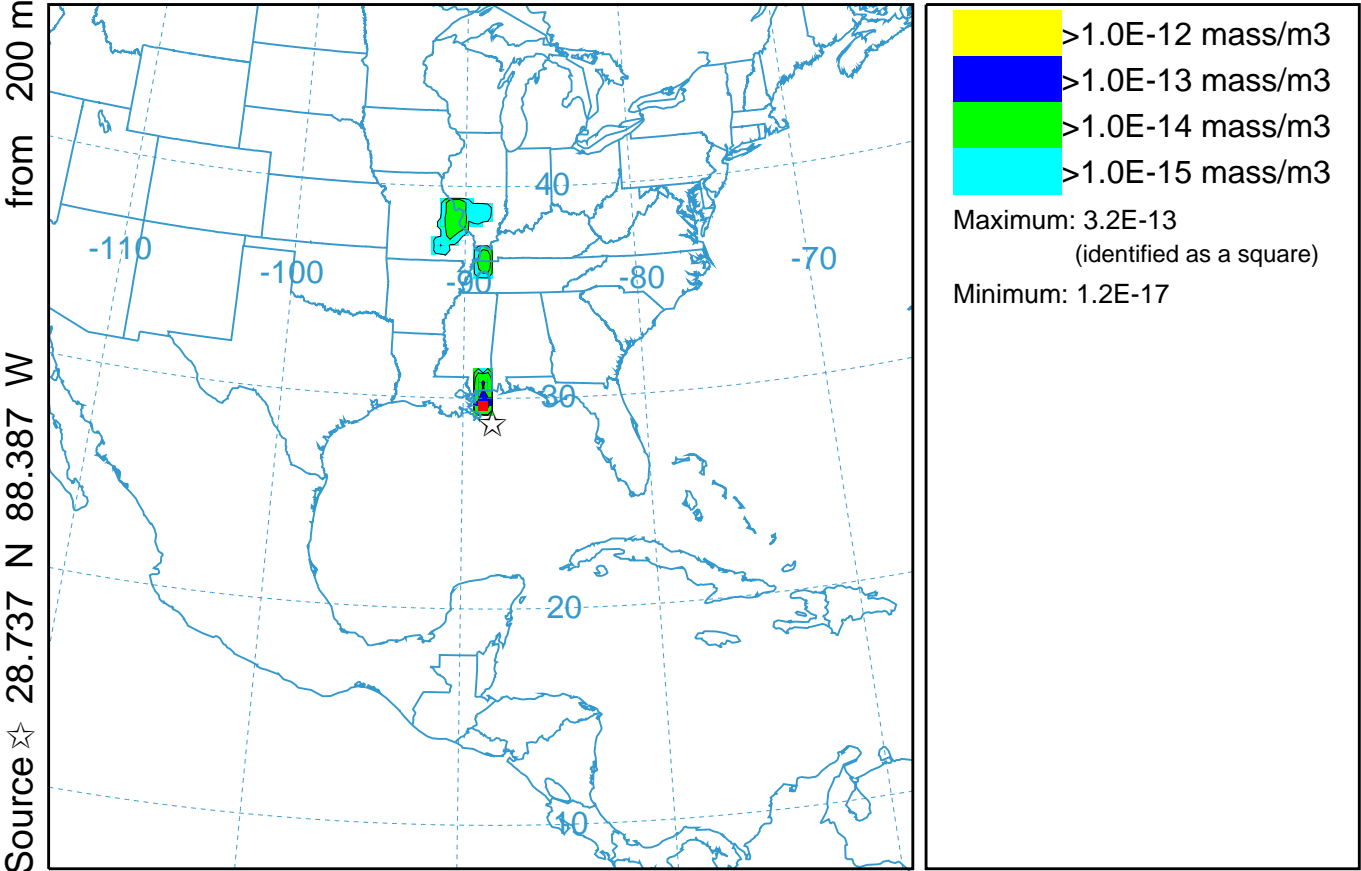 Source ☆ 28.737 N 88.387 W from 200 m
40
-110
-100
-90
-80
-70
30
20
10
>1.0E-12 mass/m3
>1.0E-13 mass/m3
>1.0E-14 mass/m3
>1.0E-15 mass/m3
Maximum: 3.2E-13
(identified as a square)
Minimum: 1.2E-17